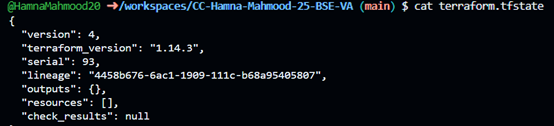 @HamnaMahmood20 ➜/workspaces/CC-Hamna-Mahmood-25-BSE-VA (main) $ cat terraform.tfstate
{
  "version": 4,
  "terraform_version": "1.14.3",
  "serial": 93,
  "lineage": "4458b676-6ac1-1909-111c-b68a95405807",
  "outputs": {},
  "resources": [],
  "check_results": null